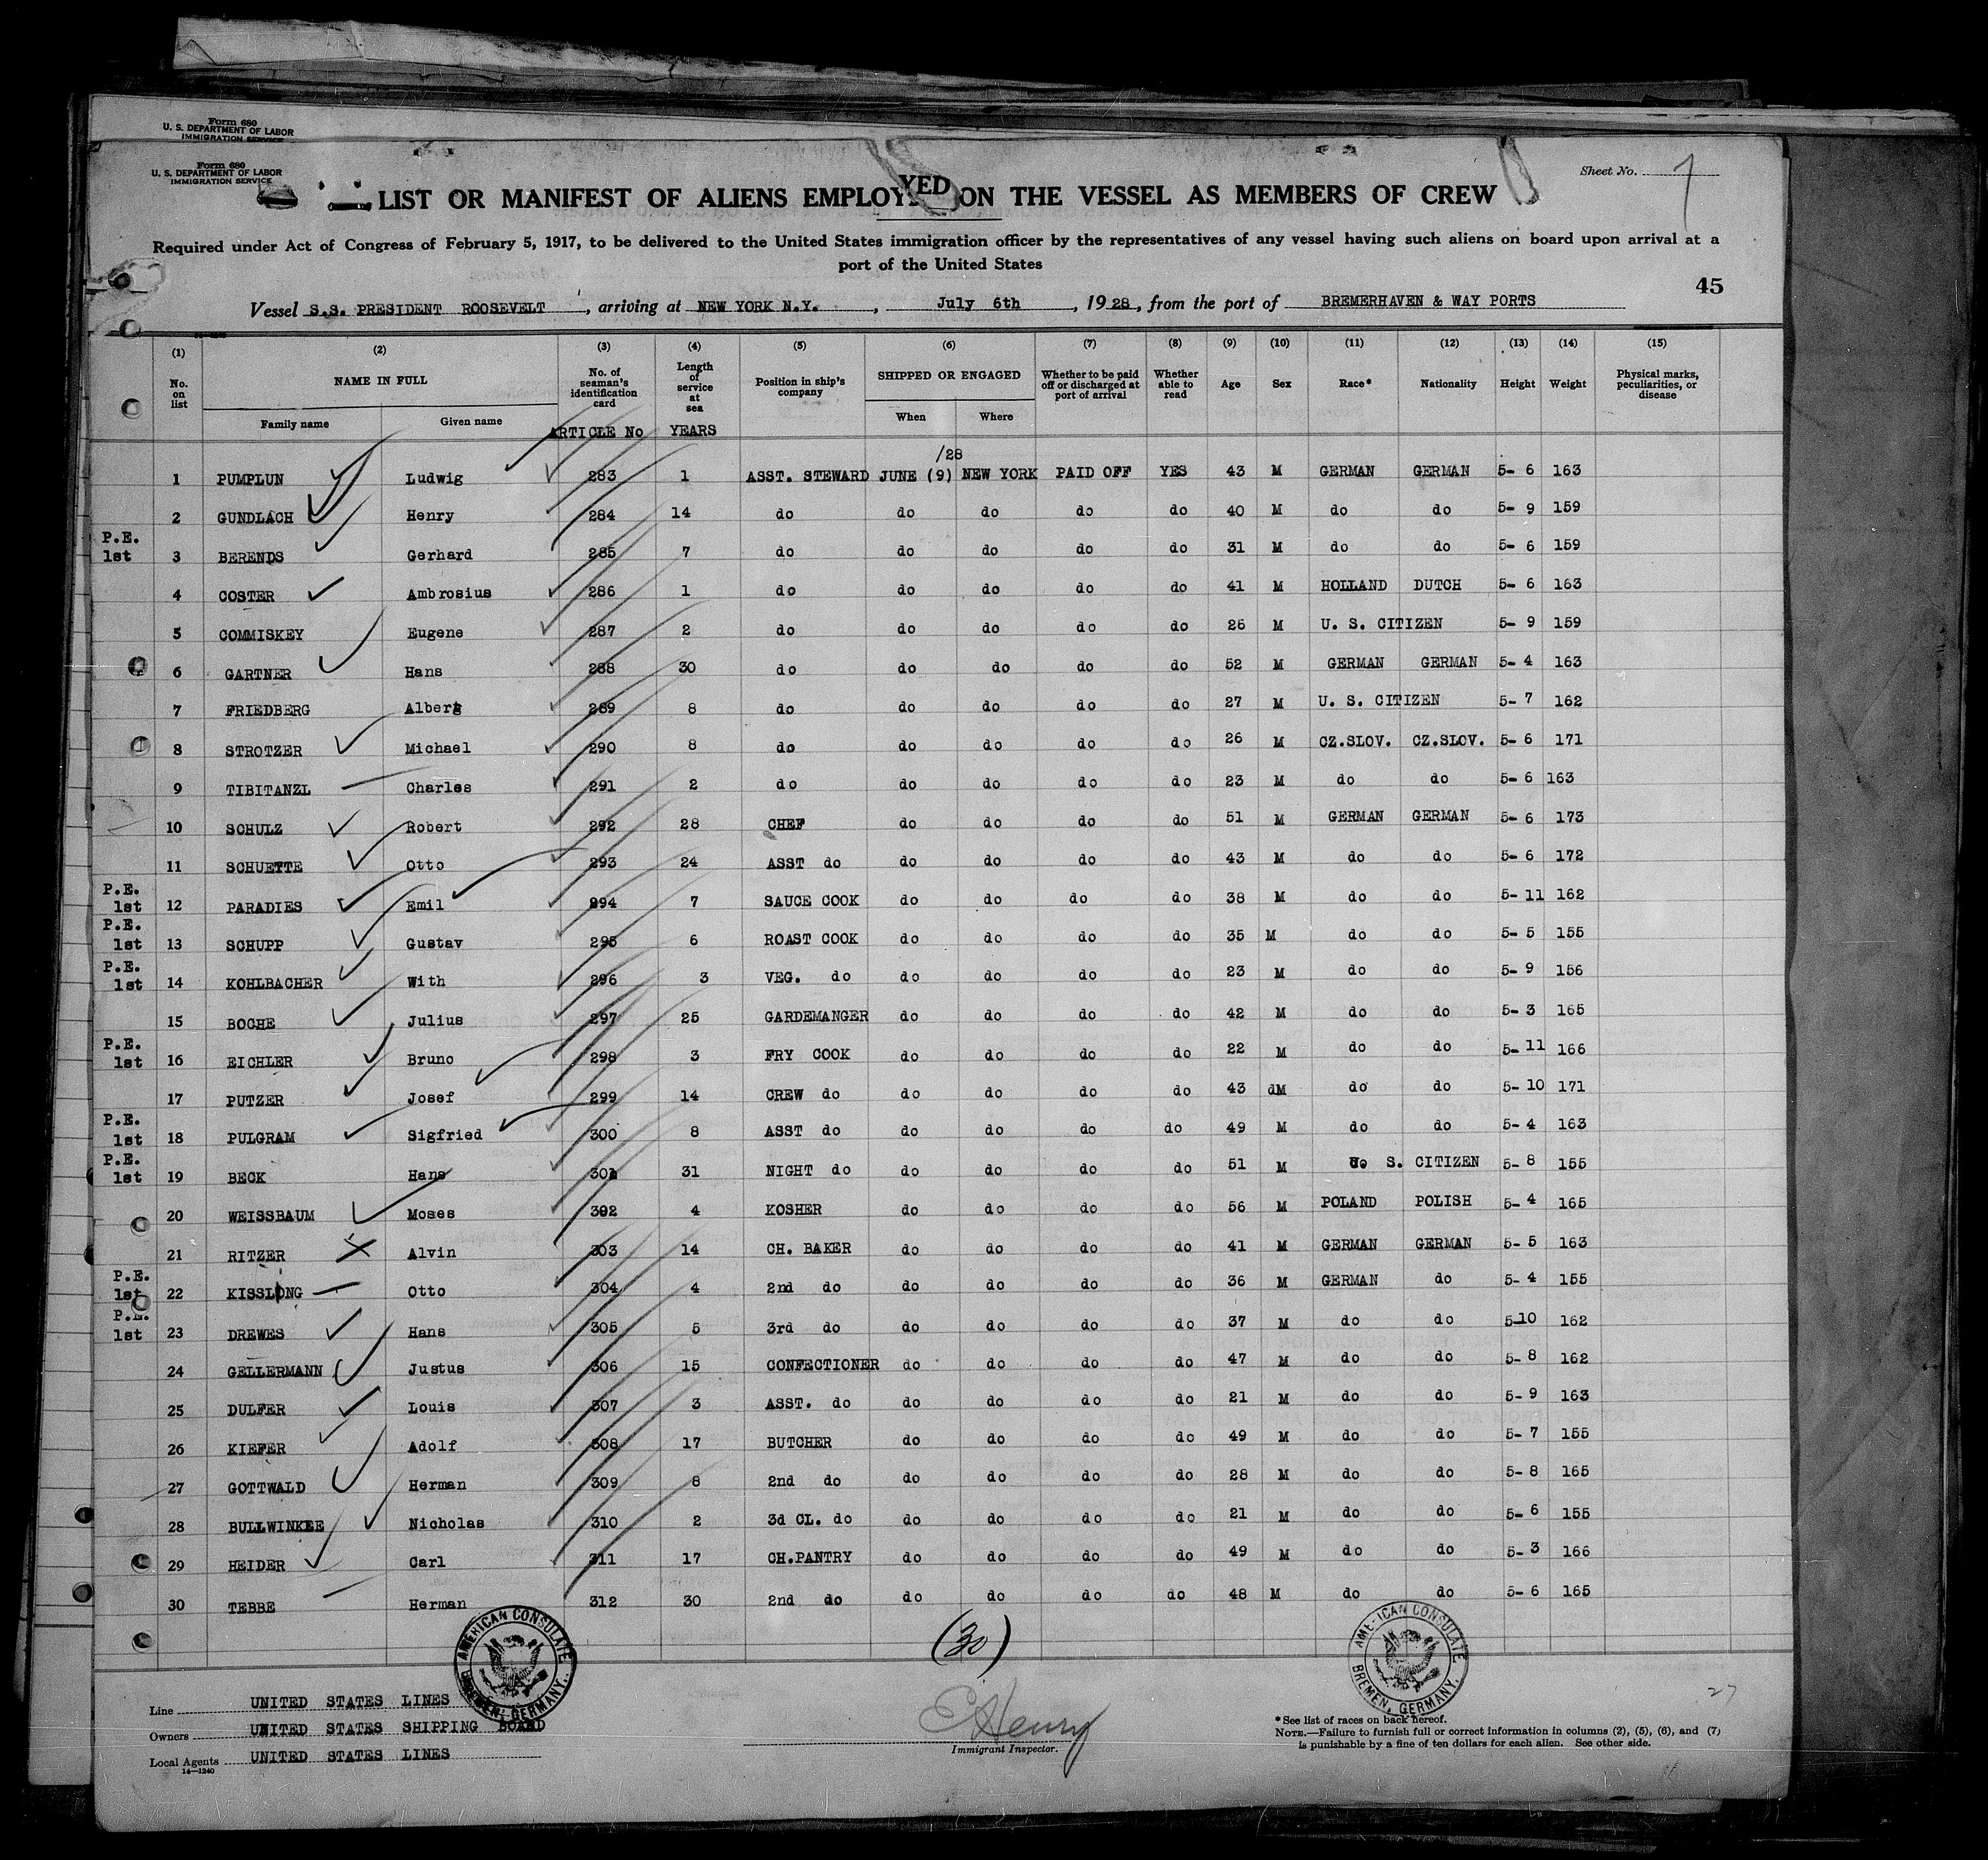 Form 680
U. S. DEPARTMENT OF LABOR
IMMIGRATION SERVICE
Form 680
U. S. DEPARTMENT OF LABOR
IMMIGRATION SERVICE
Sheet No. 7
LIST OR MANIFEST OF ALIENS EMPLOYED ON THE VESSEL AS MEMBERS OF CREW
Required under Act of Congress of February 5, 1917, to be delivered to the United States immigration officer by the representatives of any vessel having such aliens on board upon arrival at a
port of the United States
45
Vessel S.S. PRESIDENT ROOSEVELT, arriving at NEW YORK N.Y., July 6th, 1928, from the port of BREMERHAVEN & WAY PORTS
(1) (2) (3) (4) (5) (6) (7) (8) (9) (10) (11) (12) (13) (14) (15)
No. on list NAME IN FULL Family name Given name No. of seaman's identification card Length of service at sea Position in ship's company SHIPPED OR ENGAGED When Where Whether to be paid off or discharged at port of arrival Whether able to read Age Sex Race* Nationality Height Weight Physical marks, peculiarities, or disease
ARTICLE No YEARS
/28
1 PUMPLUN Ludwig 283 1 ASST. STEWARD JUNE (9) NEW YORK PAID OFF YES 43 M GERMAN GERMAN 5- 6 163
2 GUNDLACH Henry 284 14 do do do do do 40 M do do 5- 9 159
P.E. 1st 3 BERENDS Gerhard 285 7 do do do do do 31 M do do 5- 6 159
4 COSTER Ambrosius 286 1 do do do do do 41 M HOLLAND DUTCH 5- 6 163
5 COMMISKEY Eugene 287 2 do do do do do 26 M U. S. CITIZEN 5- 9 159
6 GARTNER Hans 288 30 do do do do do 52 M GERMAN GERMAN 5- 4 163
7 FRIEDBERG Albert 289 8 do do do do do 27 M U. S. CITIZEN 5- 7 162
8 STROTZER Michael 290 8 do do do do do 26 M CZ.SLOV. CZ.SLOV. 5- 6 171
9 TIBITANZL Charles 291 2 do do do do do 23 M do do 5- 6 163
10 SCHULZ Robert 292 28 CHEF do do do do 51 M GERMAN GERMAN 5- 6 173
11 SCHUETTE Otto 293 24 ASST do do do do do 43 M do do 5- 6 172
P.E. 1st 12 PARADIES Emil 294 7 SAUCE COOK do do do do 38 M do do 5- 11 162
P.E. 1st 13 SCHUPP Gustav 295 6 ROAST COOK do do do do 35 M do do 5- 5 155
P.E. 1st 14 KOHLBACHER With 296 3 VEG. do do do do do 23 M do do 5- 9 156
15 BOCHE Julius 297 25 GARDEMANGER do do do do 42 M do do 5- 3 165
P.E. 1st 16 EICHLER Bruno 298 3 FRY COOK do do do do 22 M do do 5- 11 166
17 PUTZER Josef 299 14 CREW do do do do do 43 dM do do 5- 10 171
P.E. 1st 18 PULGRAM Sigfried 300 8 ASST do do do do do 49 M do do 5- 4 163
P.E. 1st 19 BECK Hans 301 31 NIGHT do do do do do 51 M U. S. CITIZEN 5- 8 155
20 WEISSBAUM Moses 302 4 KOSHER do do do do 56 M POLAND POLISH 5- 4 165
21 RITZER Alvin 303 14 CH. BAKER do do do do 41 M GERMAN GERMAN 5- 5 163
P.E. 1st 22 KISSLONG Otto 304 4 2nd do do do do do 36 M GERMAN do 5- 4 155
P.E. 1st 23 DREWES Hans 305 5 3rd do do do do do 37 M do do 5-10 162
24 GELLERMANN Justus 306 15 CONFECTIONER do do do do 47 M do do 5- 8 162
25 DULFER Louis 307 3 ASST. do do do do do 21 M do do 5- 9 163
26 KIEFER Adolf 308 17 BUTCHER do do do do 49 M do do 5- 7 155
27 GOTTWALD Herman 309 8 2nd do do do do do 28 M do do 5- 8 165
28 BULLWINKEE Nicholas 310 2 3d CL. do do do do do 21 M do do 5- 6 155
29 HEIDER Carl 311 17 CH.PANTRY do do do do 49 M do do 5- 3 166
30 TEBBE Herman 312 30 2nd do do do do do 48 M do do 5- 6 165
(30)
AMERICAN CONSULATE
BREMEN, GERMANY.
AMERICAN CONSULATE
BREMEN, GERMANY.
Line UNITED STATES LINES
Owners UNITED STATES SHIPPING BOARD
Local Agents UNITED STATES LINES
14—1240
E Henry
Immigrant Inspector.
27
*See list of races on back hereof.
NOTE.—Failure to furnish full or correct information in columns (2), (5), (6), and (7)
is punishable by a fine of ten dollars for each alien. See other side.